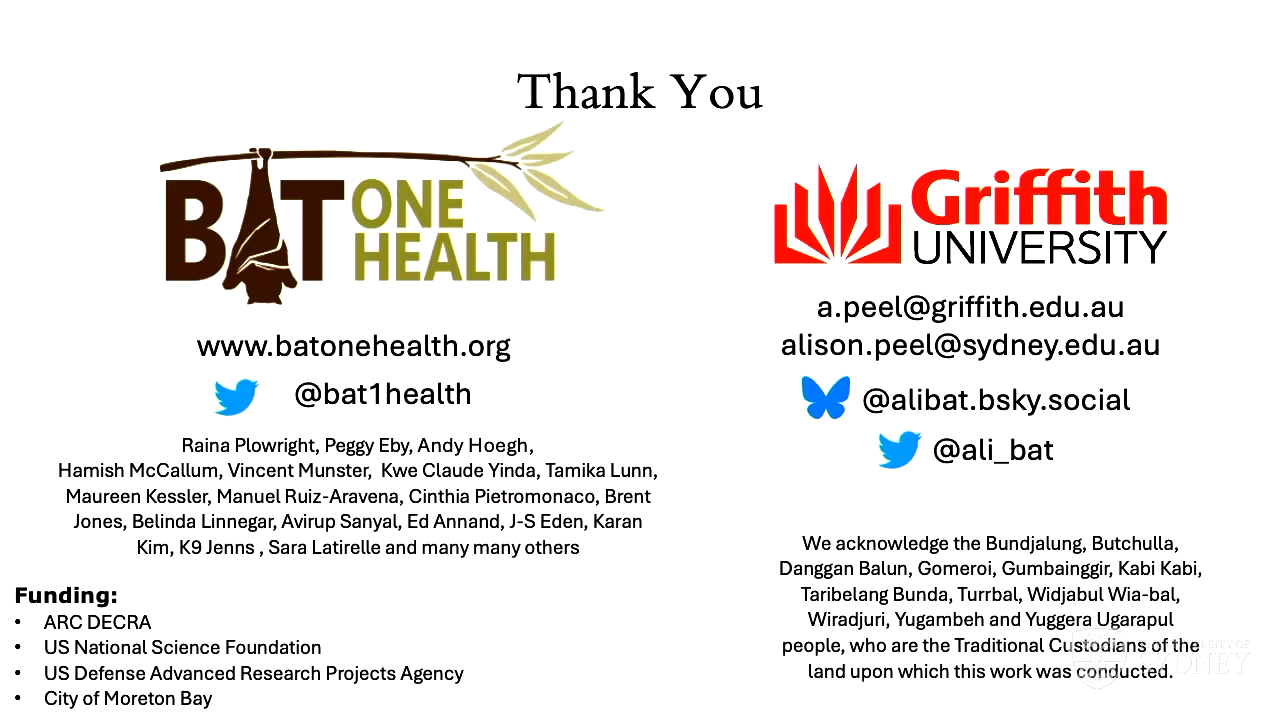 Thank You
BAT ONE
HEALTH
www.batonehealth.org
@bat1health
Raina Plowright, Peggy Eby, Andy Hoegh,
Hamish McCallum, Vincent Munster, Kwe Claude Yinda, Tamika Lunn,
Maureen Kessler, Manuel Ruiz-Aravena, Cinthia Pietromonaco, Brent
Jones, Belinda Linnegar, Avirup Sanyal, Ed Annand, J-S Eden, Karan
Kim, K9 Jenns , Sara Latirelle and many many others
Funding:
• ARC DECRA
• US National Science Foundation
• US Defense Advanced Research Projects Agency
• City of Moreton Bay
Griffith
UNIVERSITY
a.peel@griffith.edu.au
alison.peel@sydney.edu.au
@alibat.bsky.social
@ali_bat
We acknowledge the Bundjalung, Butchulla,
Danggan Balun, Gomeroi, Gumbainggir, Kabi Kabi,
Taribelang Bunda, Turrbal, Widjabul Wia-bal,
Wiradjuri, Yugambeh and Yuggera Ugarapul
people, who are the Traditional Custodians of the
land upon which this work was conducted.
SYDNEY